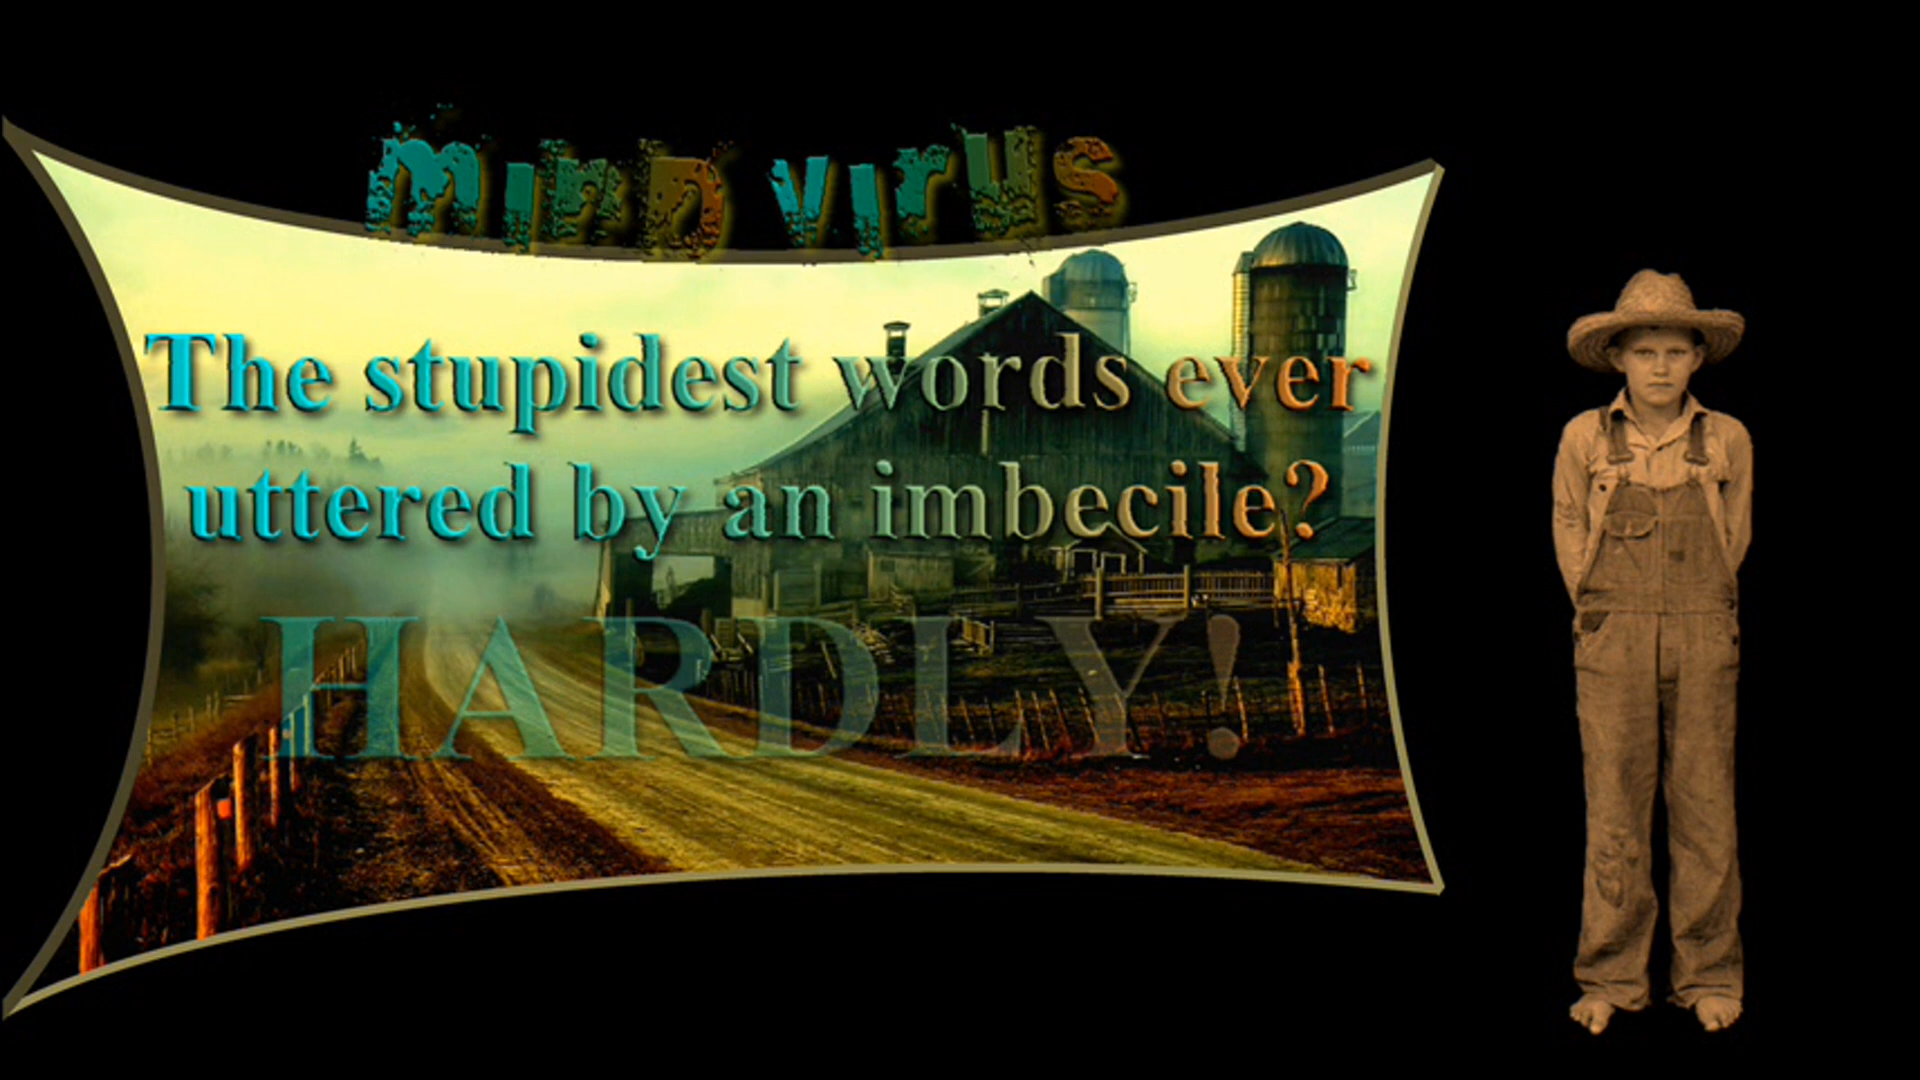 mind virus
The stupidest words ever
uttered by an imbecile?
HARDLY!